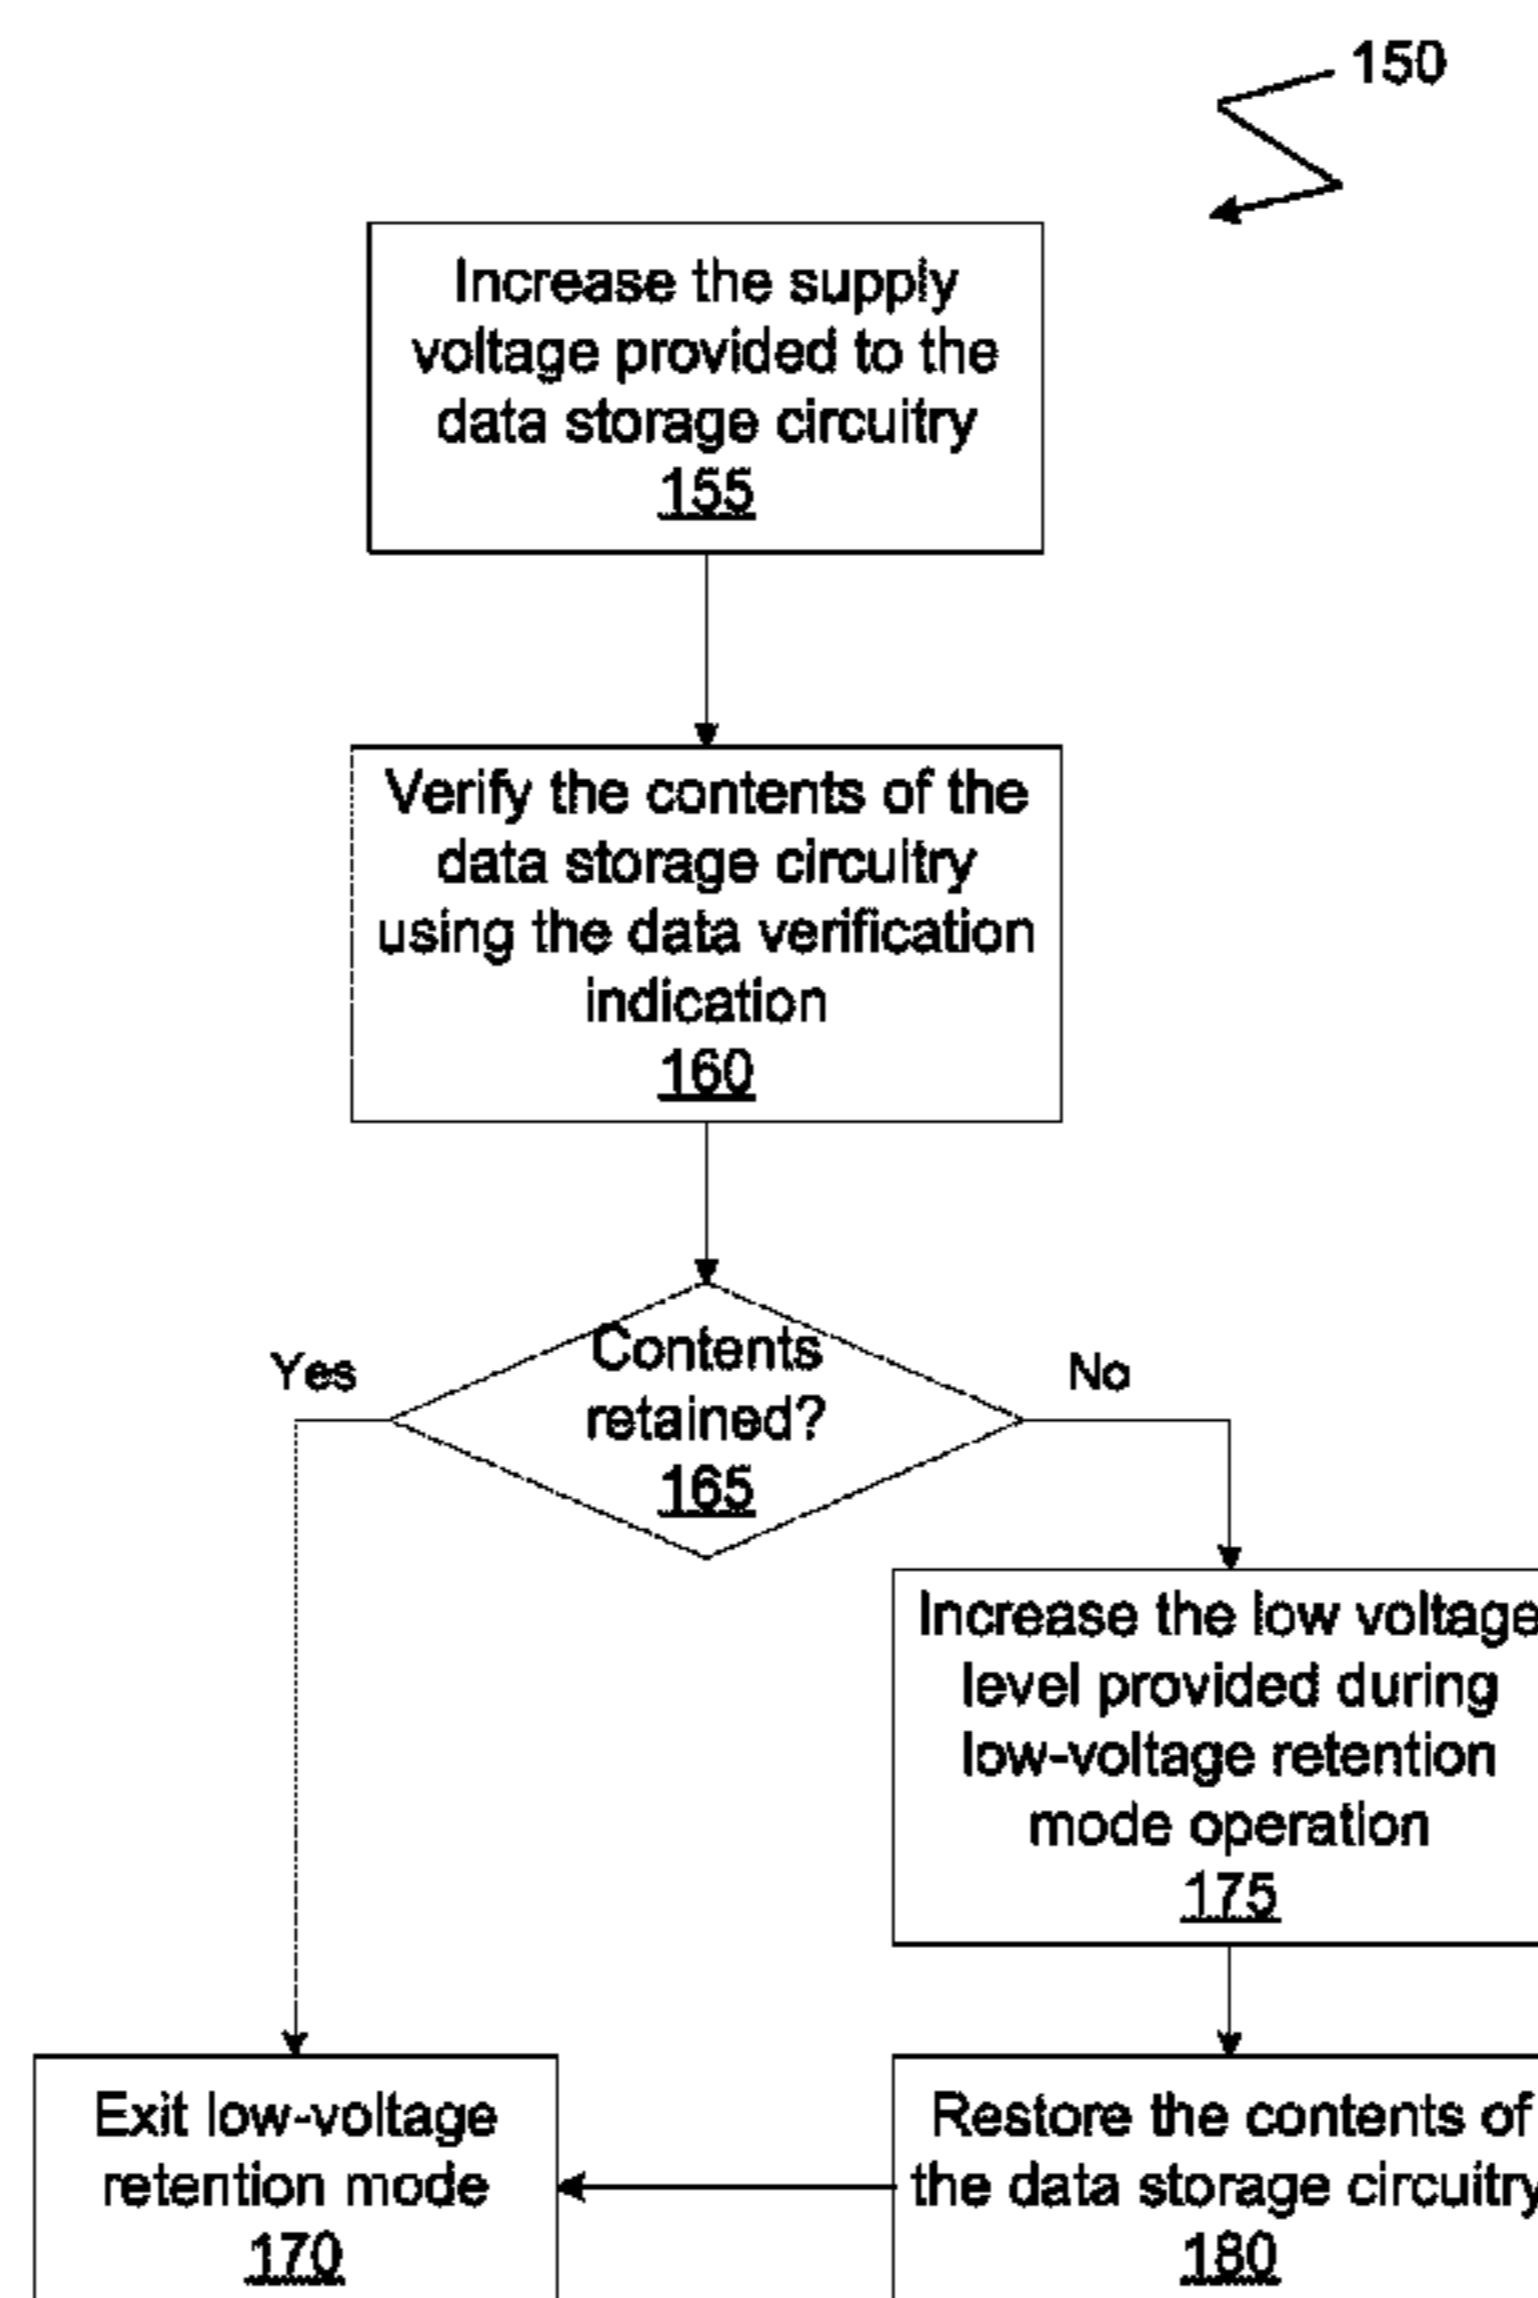 150
Increase the supply
voltage provided to the
data storage circuitry
155
Verify the contents of the
data storage circuitry
using the data verification
indication
160
Contents
retained?
165
Yes
No
Increase the low voltage
level provided during
low-voltage retention
mode operation
175
Exit low-voltage
retention mode
170
Restore the contents of
the data storage circuitry
180